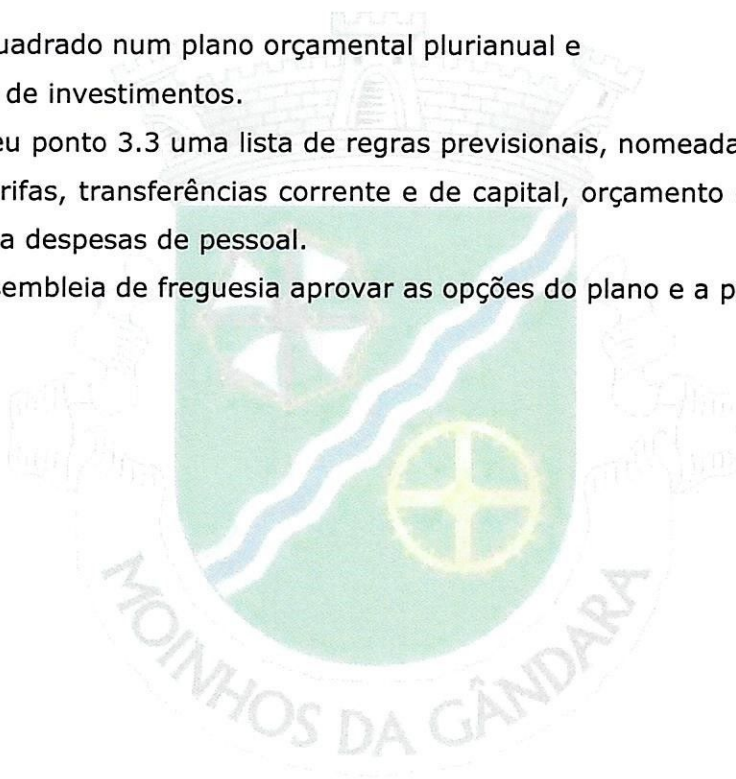 uadrado num plano orçamental plurianual e
de investimentos.
eu ponto 3.3 uma lista de regras previsionais, nomeada
rifas, transferências corrente e de capital, orçamento
a despesas de pessoal.
sembleia de freguesia aprovar as opções do plano e a p
MOINHOS DA GÂNDARA